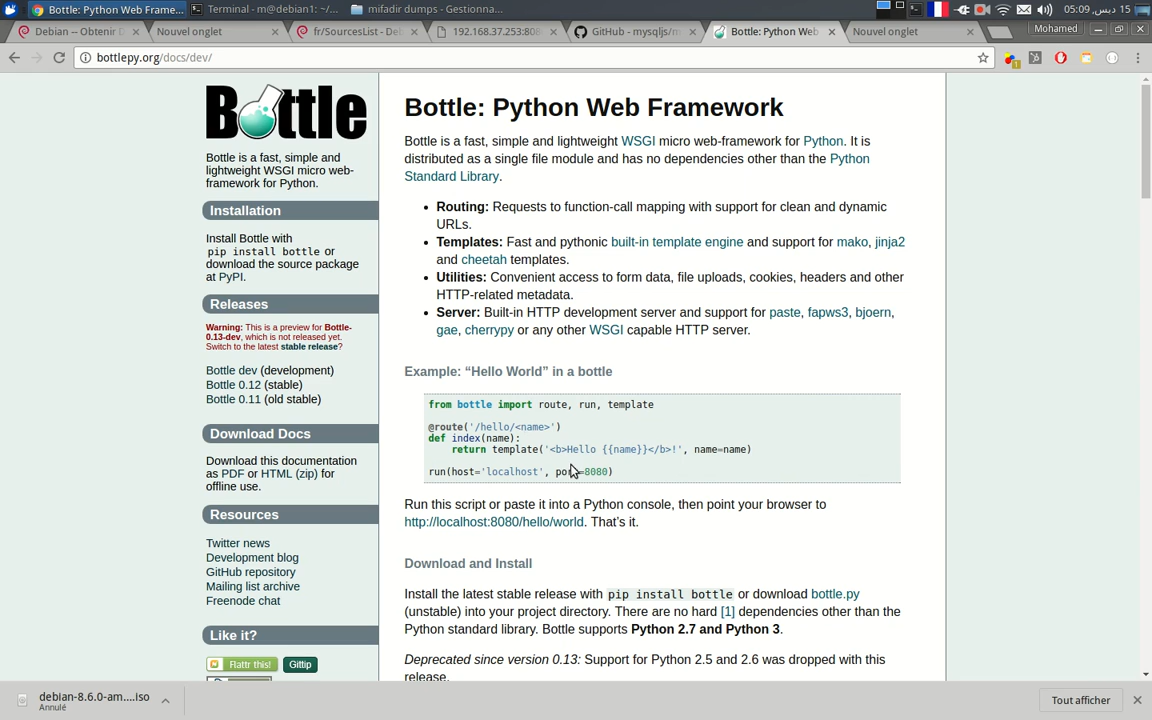 Bottle: Python Web Frame...
Terminal - m@debian1: ~/...
mifadir dumps - Gestionna...
15 ديس, 05:09
Debian -- Obtenir D
Nouvel onglet
fr/SourcesList - Deb
192.168.37.253:808
GitHub - mysqljs/m
Bottle: Python Web
Nouvel onglet
Mohamed
bottlepy.org/docs/dev/
Bottle
Bottle is a fast, simple and
lightweight WSGI micro web-
framework for Python.
Installation
Install Bottle with
pip install bottle or
download the source package
at PyPI.
Releases
Warning: This is a preview for Bottle-
0.13-dev, which is not released yet.
Switch to the latest stable release?
Bottle dev (development)
Bottle 0.12 (stable)
Bottle 0.11 (old stable)
Download Docs
Download this documentation
as PDF or HTML (zip) for
offline use.
Resources
Twitter news
Development blog
GitHub repository
Mailing list archive
Freenode chat
Like it?
Flattr this!
Gittip
Bottle: Python Web Framework
Bottle is a fast, simple and lightweight WSGI micro web-framework for Python. It is
distributed as a single file module and has no dependencies other than the Python
Standard Library.
• Routing: Requests to function-call mapping with support for clean and dynamic
URLs.
• Templates: Fast and pythonic built-in template engine and support for mako, jinja2
and cheetah templates.
• Utilities: Convenient access to form data, file uploads, cookies, headers and other
HTTP-related metadata.
• Server: Built-in HTTP development server and support for paste, fapws3, bjoern,
gae, cherrypy or any other WSGI capable HTTP server.
Example: “Hello World” in a bottle
from bottle import route, run, template
@route('/hello/<name>')
def index(name):
return template('<b>Hello {{name}}</b>!', name=name)
run(host='localhost', port=8080)
Run this script or paste it into a Python console, then point your browser to
http://localhost:8080/hello/world. That’s it.
Download and Install
Install the latest stable release with pip install bottle or download bottle.py
(unstable) into your project directory. There are no hard [1] dependencies other than the
Python standard library. Bottle supports Python 2.7 and Python 3.
Deprecated since version 0.13: Support for Python 2.5 and 2.6 was dropped with this
release.
debian-8.6.0-am....iso
Annulé
Tout afficher